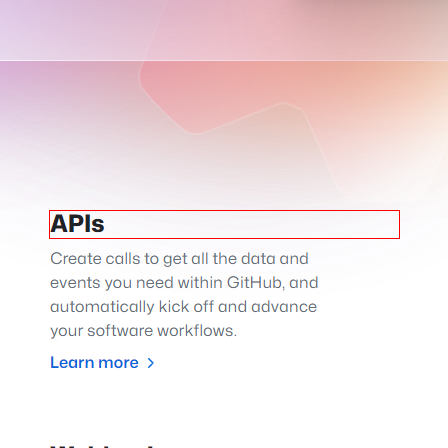 APIs
Create calls to get all the data and
events you need within GitHub, and
automatically kick off and advance
your software workflows.
Learn more